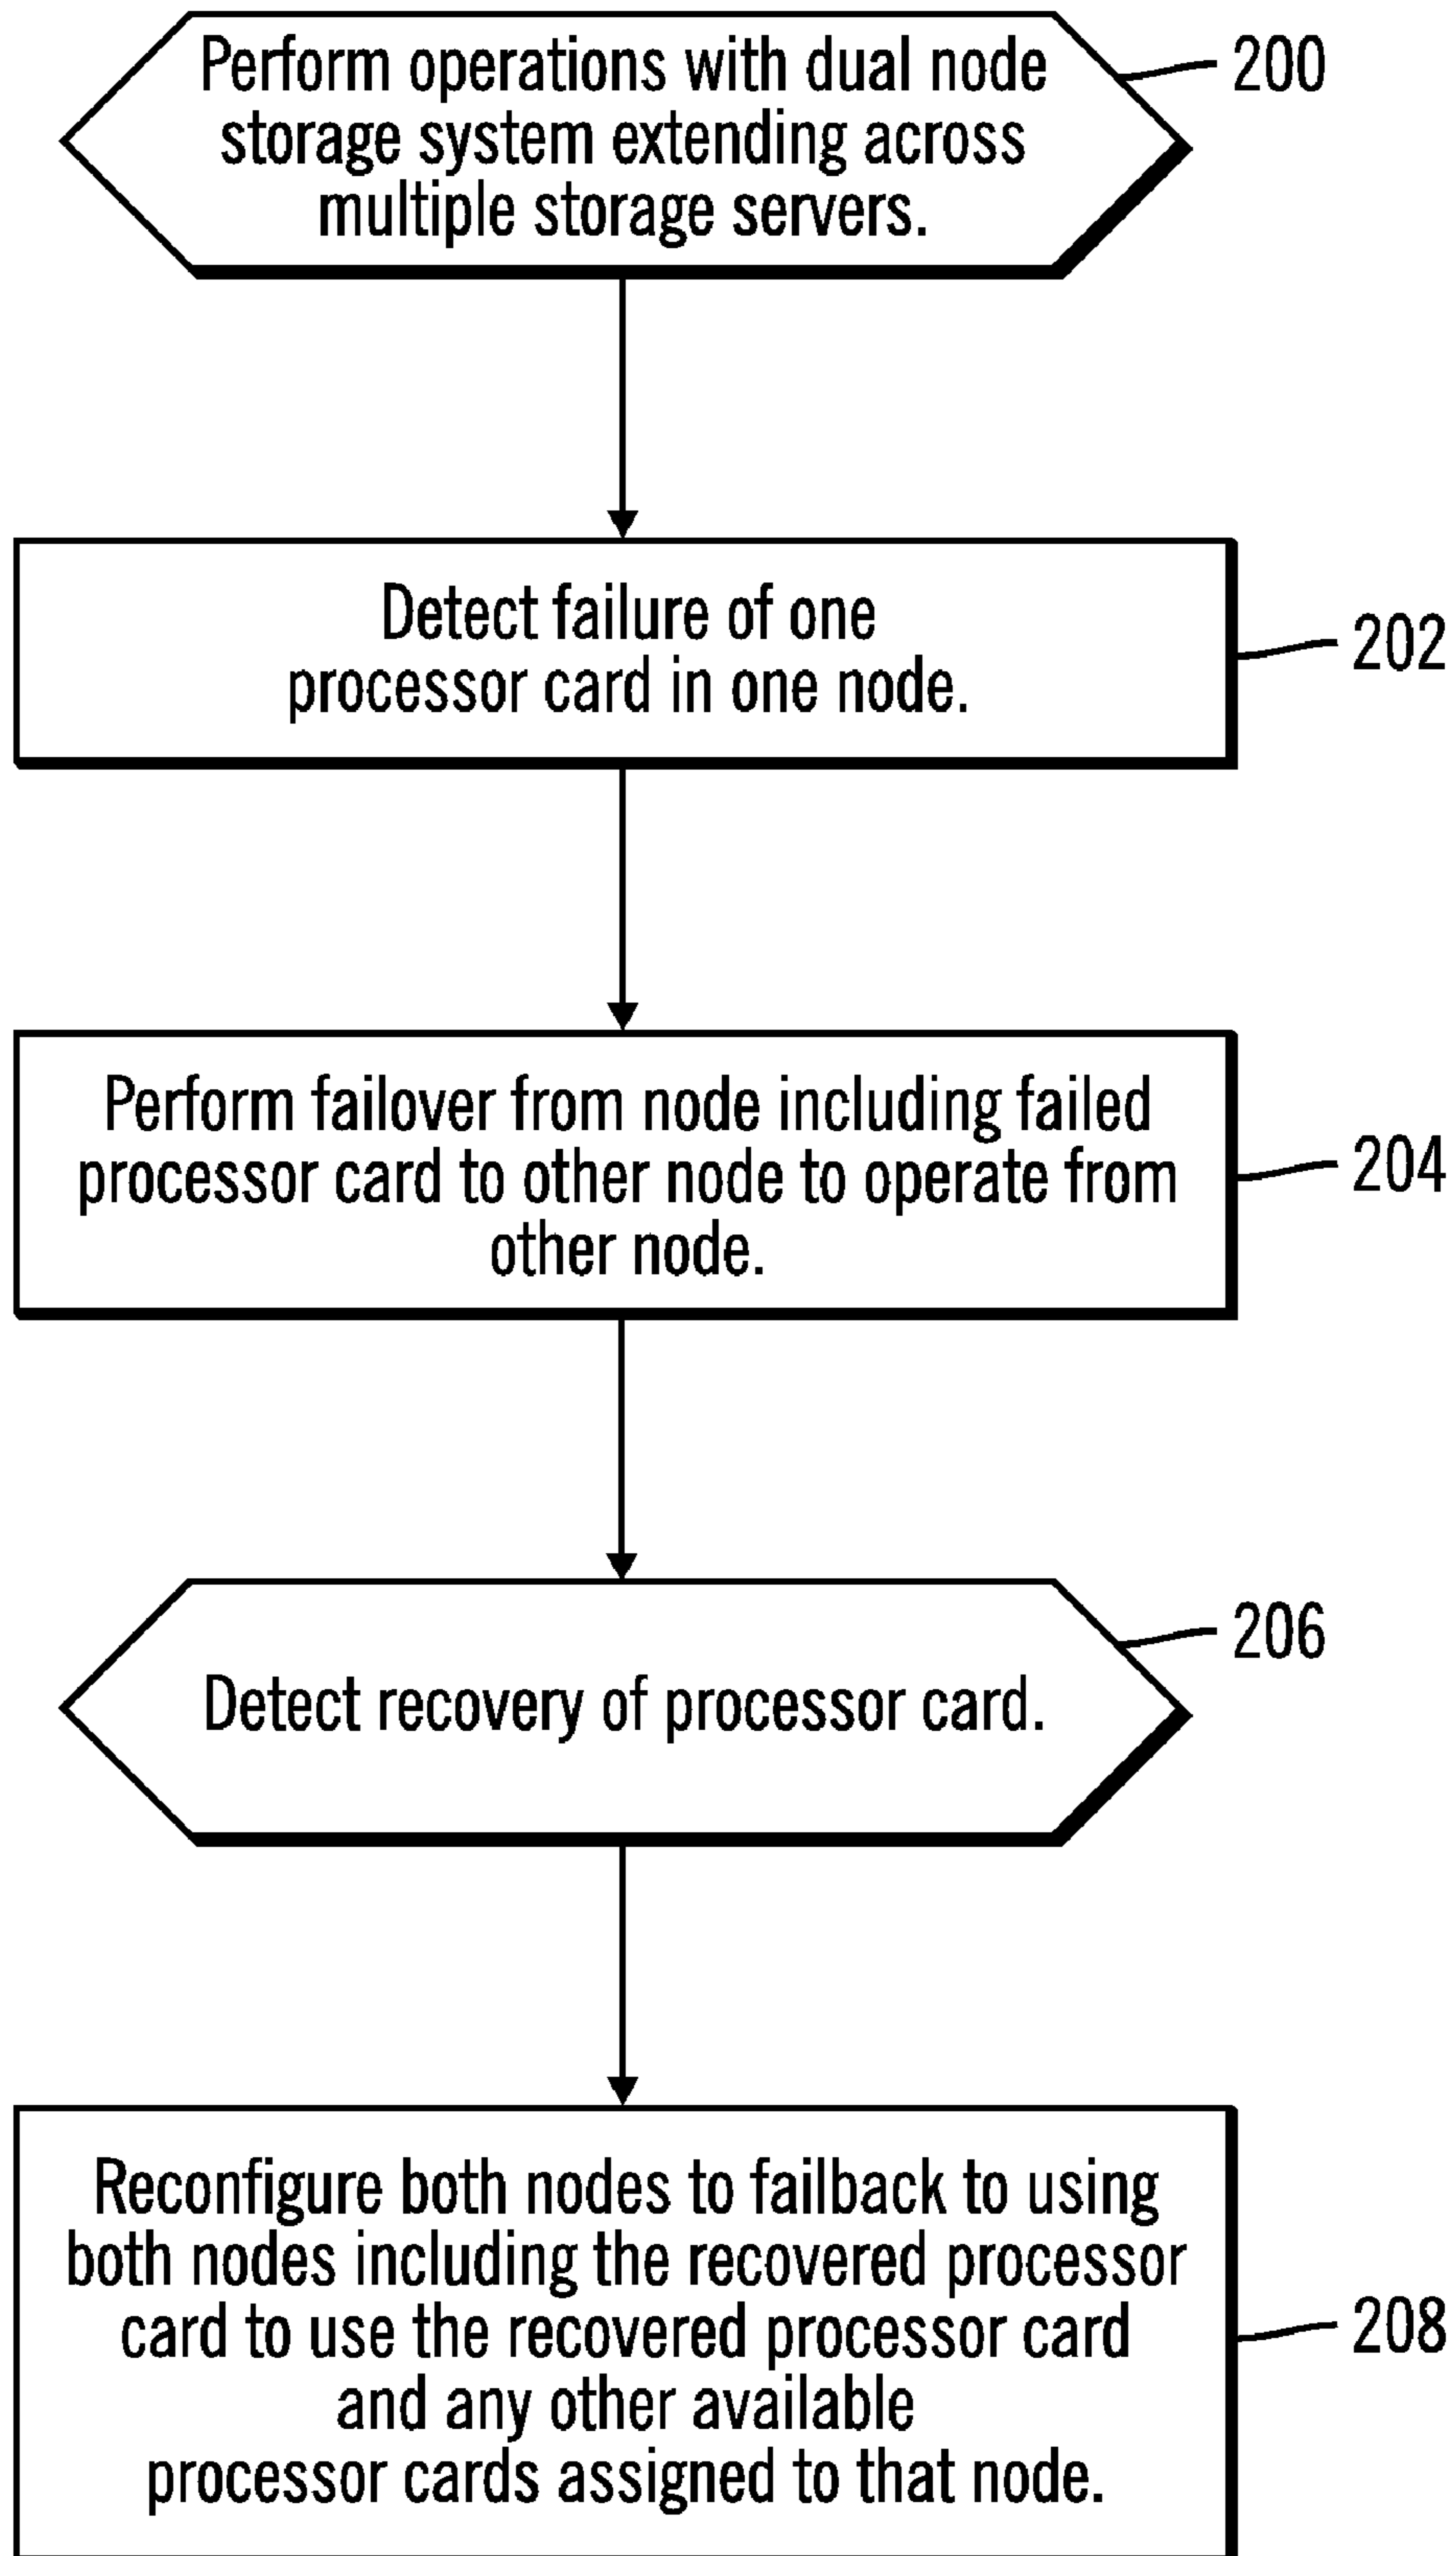 Perform operations with dual node
storage system extending across
multiple storage servers.
200
Detect failure of one
processor card in one node.
202
Perform failover from node including failed
processor card to other node to operate from
other node.
204
Detect recovery of processor card.
206
Reconfigure both nodes to failback to using
both nodes including the recovered processor
card to use the recovered processor card
and any other available
processor cards assigned to that node.
208